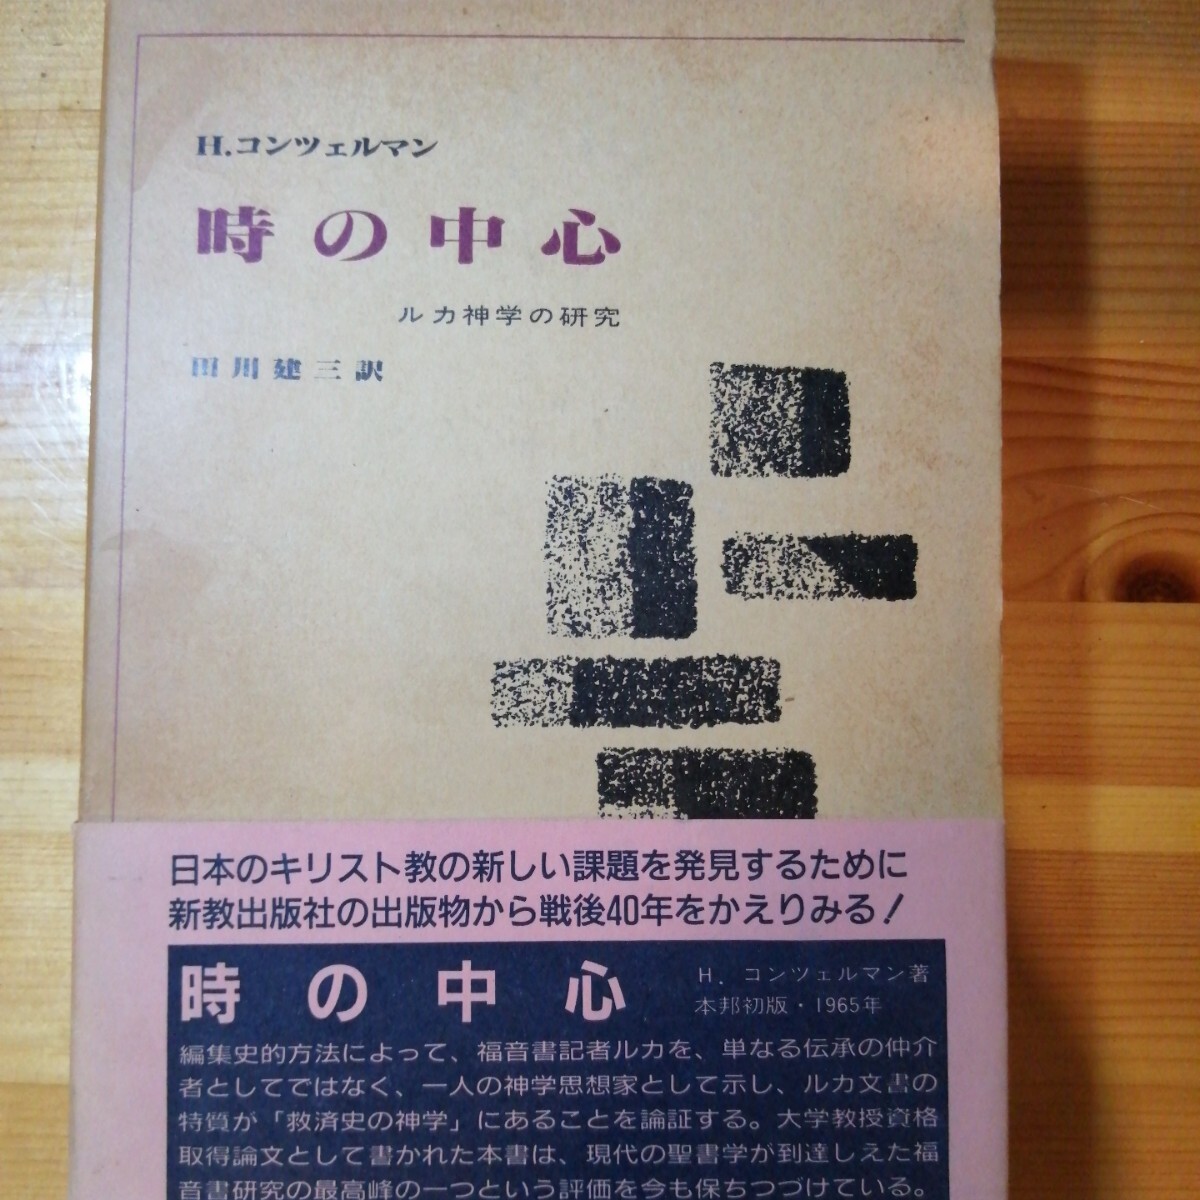 H.コンツェルマン
時の中心
ルカ神学の研究
田川建三訳
日本のキリスト教の新しい課題を発見するために
新教出版社の出版物から戦後40年をかえりみる!
時の中心
H. コンツェルマン著
本邦初版・1965年
編集史的方法によって、福音書記者ルカを、単なる伝承の仲介
者としてではなく、一人の神学思想家として示し、ルカ文書の
特質が「救済史の神学」にあることを論証する。大学教授資格
取得論文として書かれた本書は、現代の聖書学が到達しえた福
音書研究の最高峰の一つという評価を今も保ちつづけている。